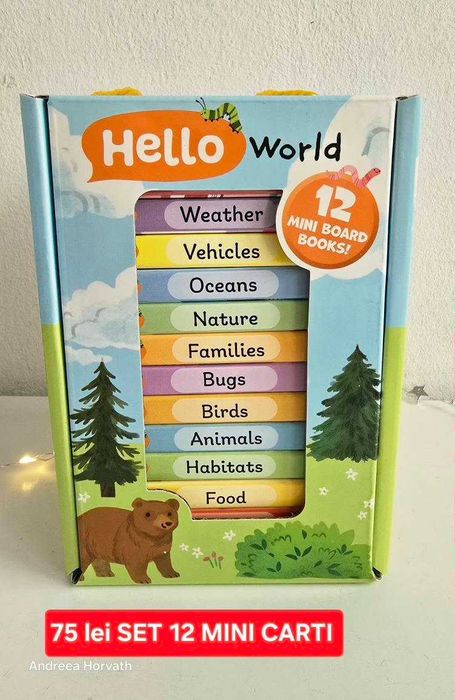 Hello World
12
MINI BOARD
BOOKS!
Weather
Vehicles
Oceans
Nature
Families
Bugs
Birds
Animals
Habitats
Food
75 lei SET 12 MINI CARTI
Andreea Horvath